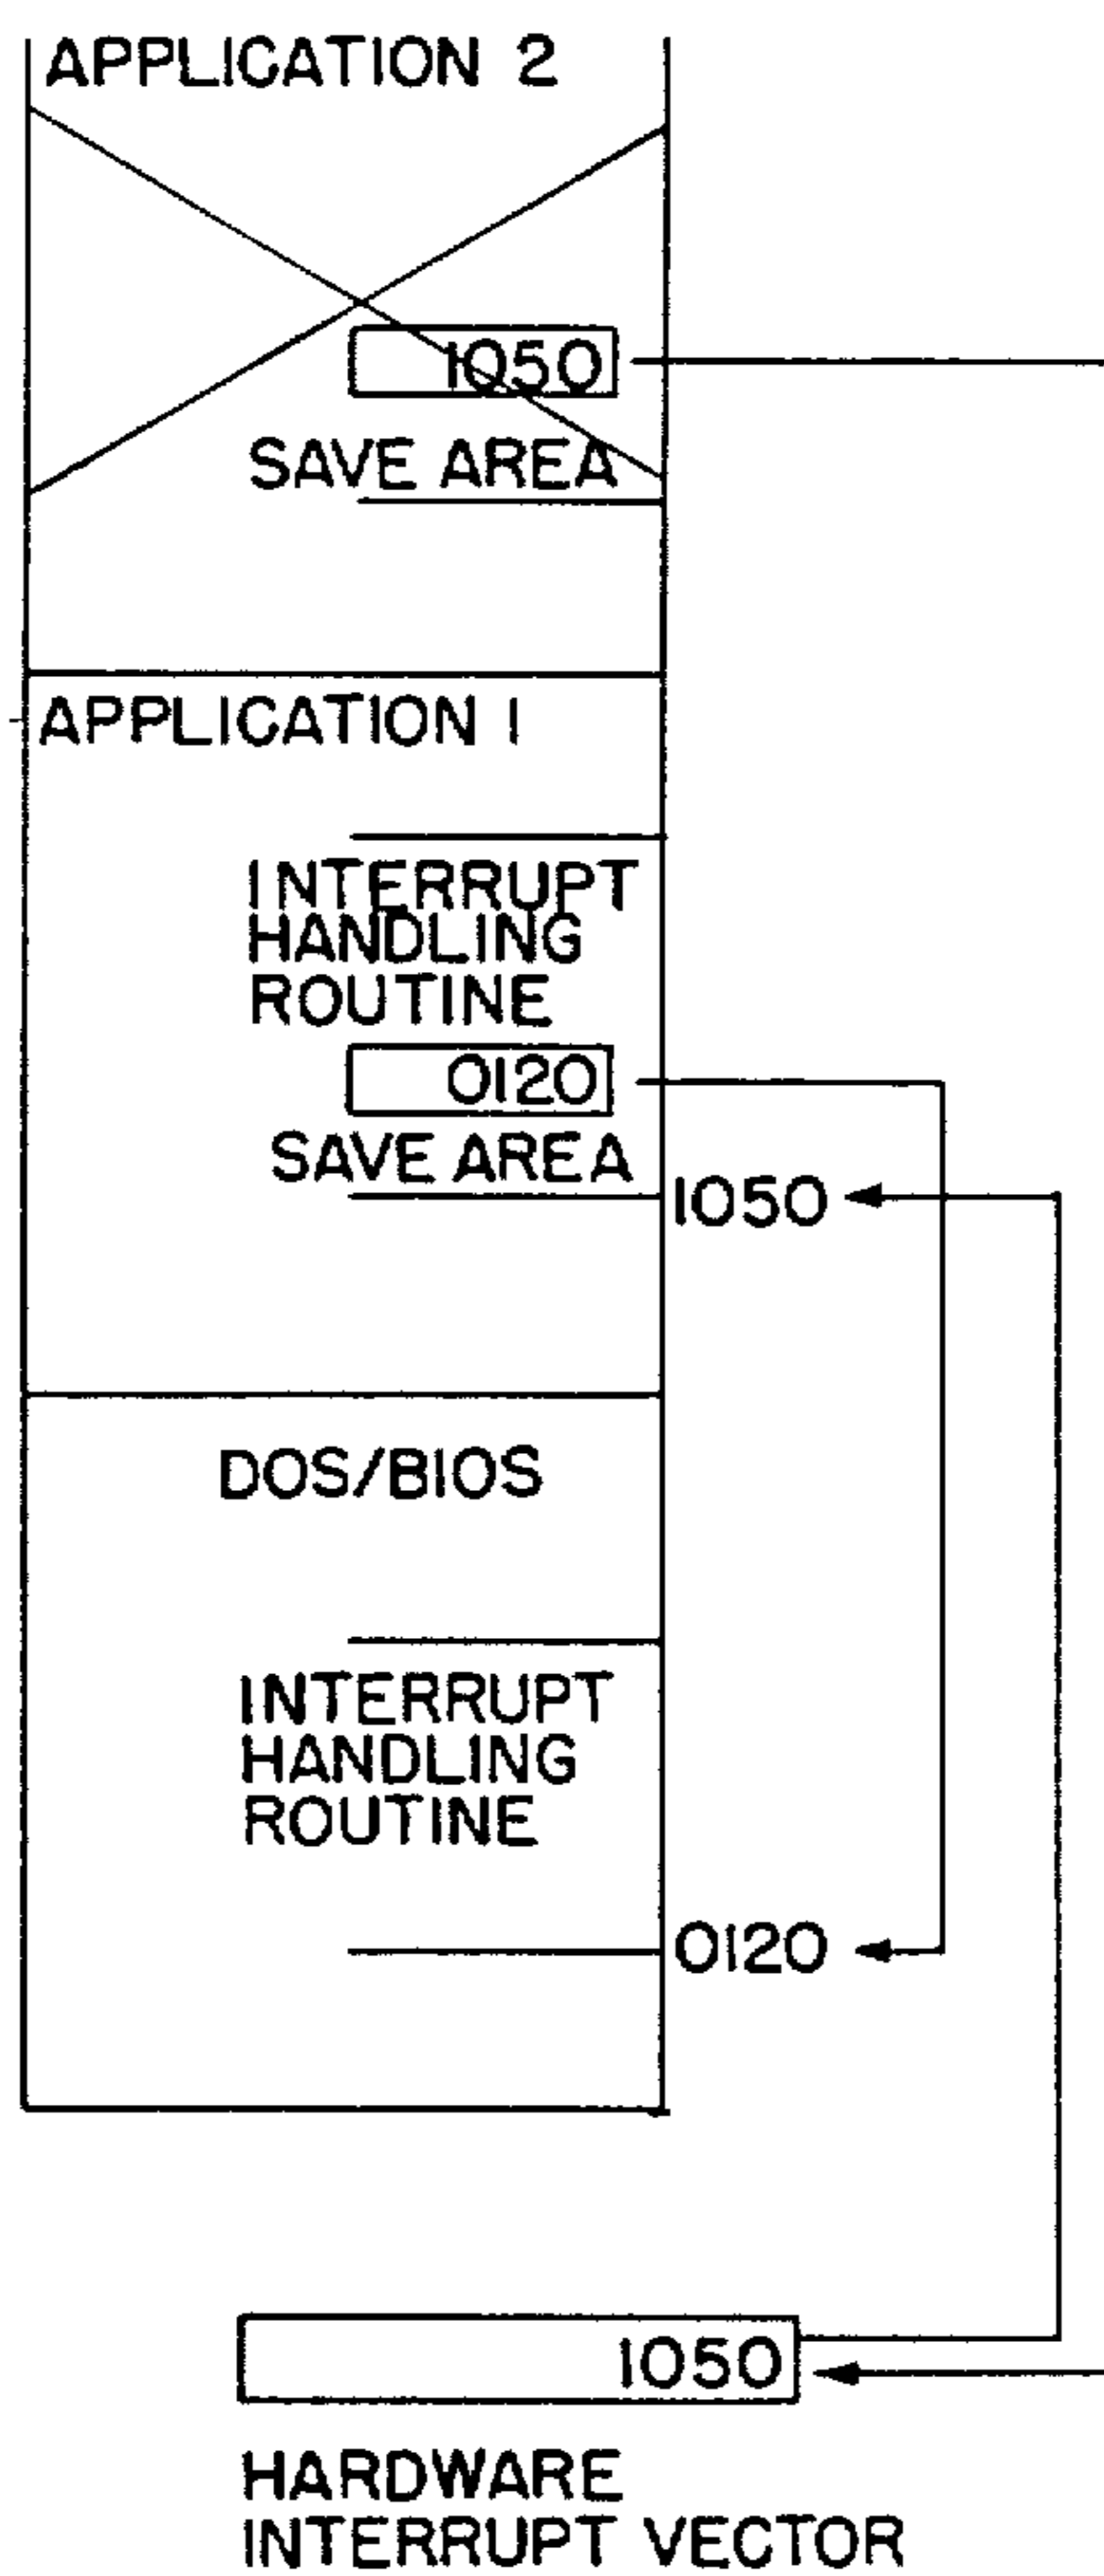 APPLICATION 2
1050
SAVE AREA
APPLICATION 1
INTERRUPT
HANDLING
ROUTINE
0120
SAVE AREA
1050
DOS/BIOS
INTERRUPT
HANDLING
ROUTINE
0120
1050
HARDWARE
INTERRUPT VECTOR